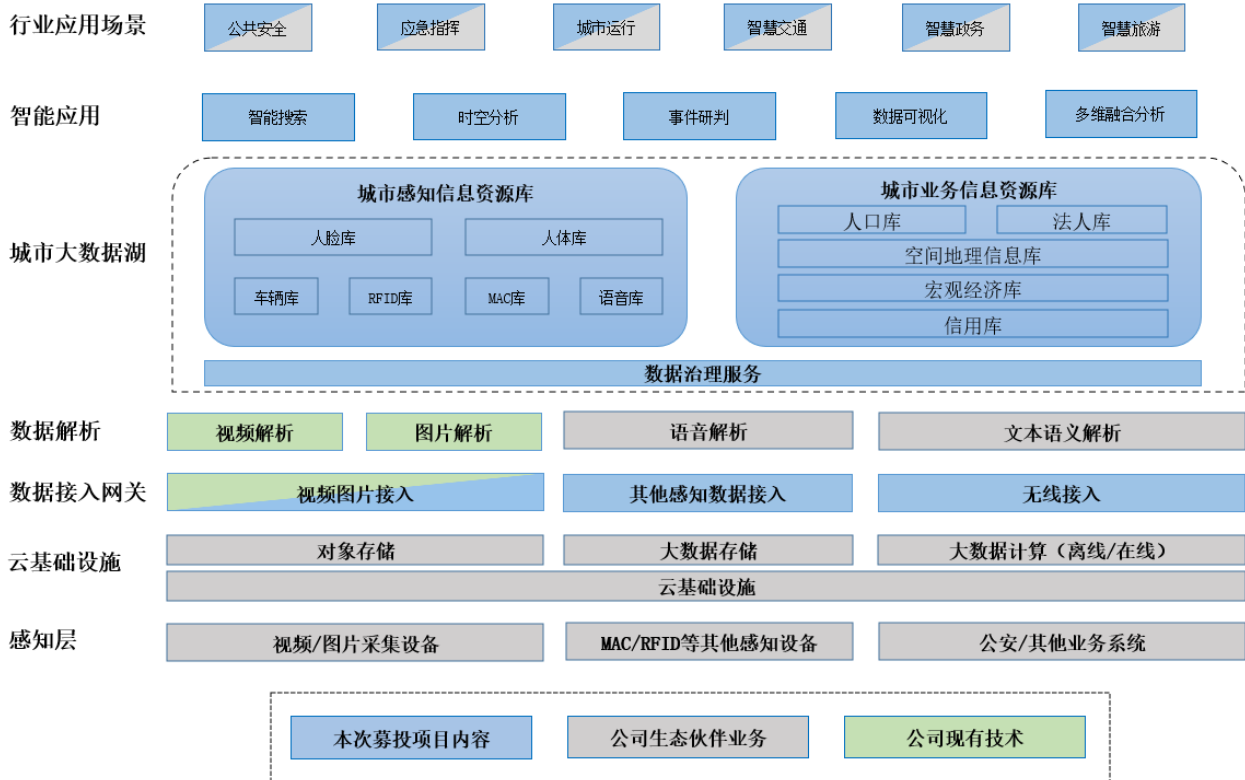 行业应用场景
公共安全
应急指挥
城市运行
智慧交通
智慧政务
智慧旅游
智能应用
智能搜索
时空分析
事件研判
数据可视化
多维融合分析
城市大数据湖
城市感知信息资源库
人脸库
人体库
车辆库
RFID库
MAC库
语音库
城市业务信息资源库
人口库
法人库
空间地理信息库
宏观经济库
信用库
数据治理服务
数据解析
视频解析
图片解析
语音解析
文本语义解析
数据接入网关
视频图片接入
其他感知数据接入
无线接入
云基础设施
对象存储
大数据存储
大数据计算（离线/在线）
云基础设施
感知层
视频/图片采集设备
MAC/RFID等其他感知设备
公安/其他业务系统
本次募投项目内容
公司生态伙伴业务
公司现有技术